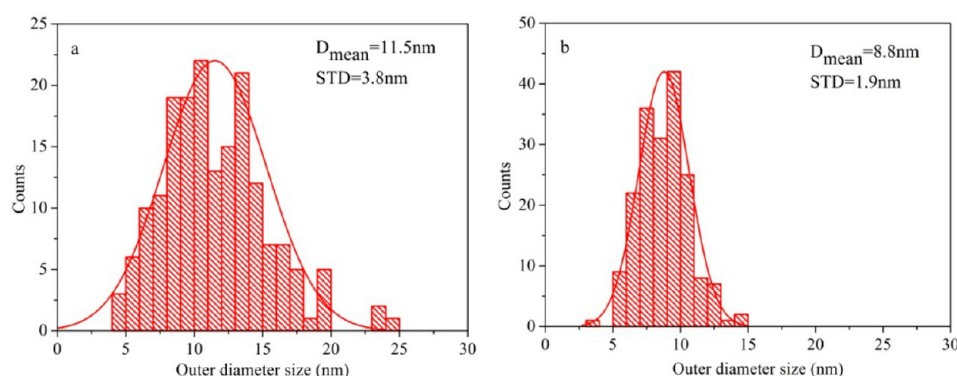 a
D_mean=11.5nm
STD=3.8nm
25
20
15
10
5
0
Counts
0 5 10 15 20 25 30
Outer diameter size (nm)
b
D_mean=8.8nm
STD=1.9nm
50
40
30
20
10
0
Counts
0 5 10 15 20 25 30
Outer diameter size (nm)